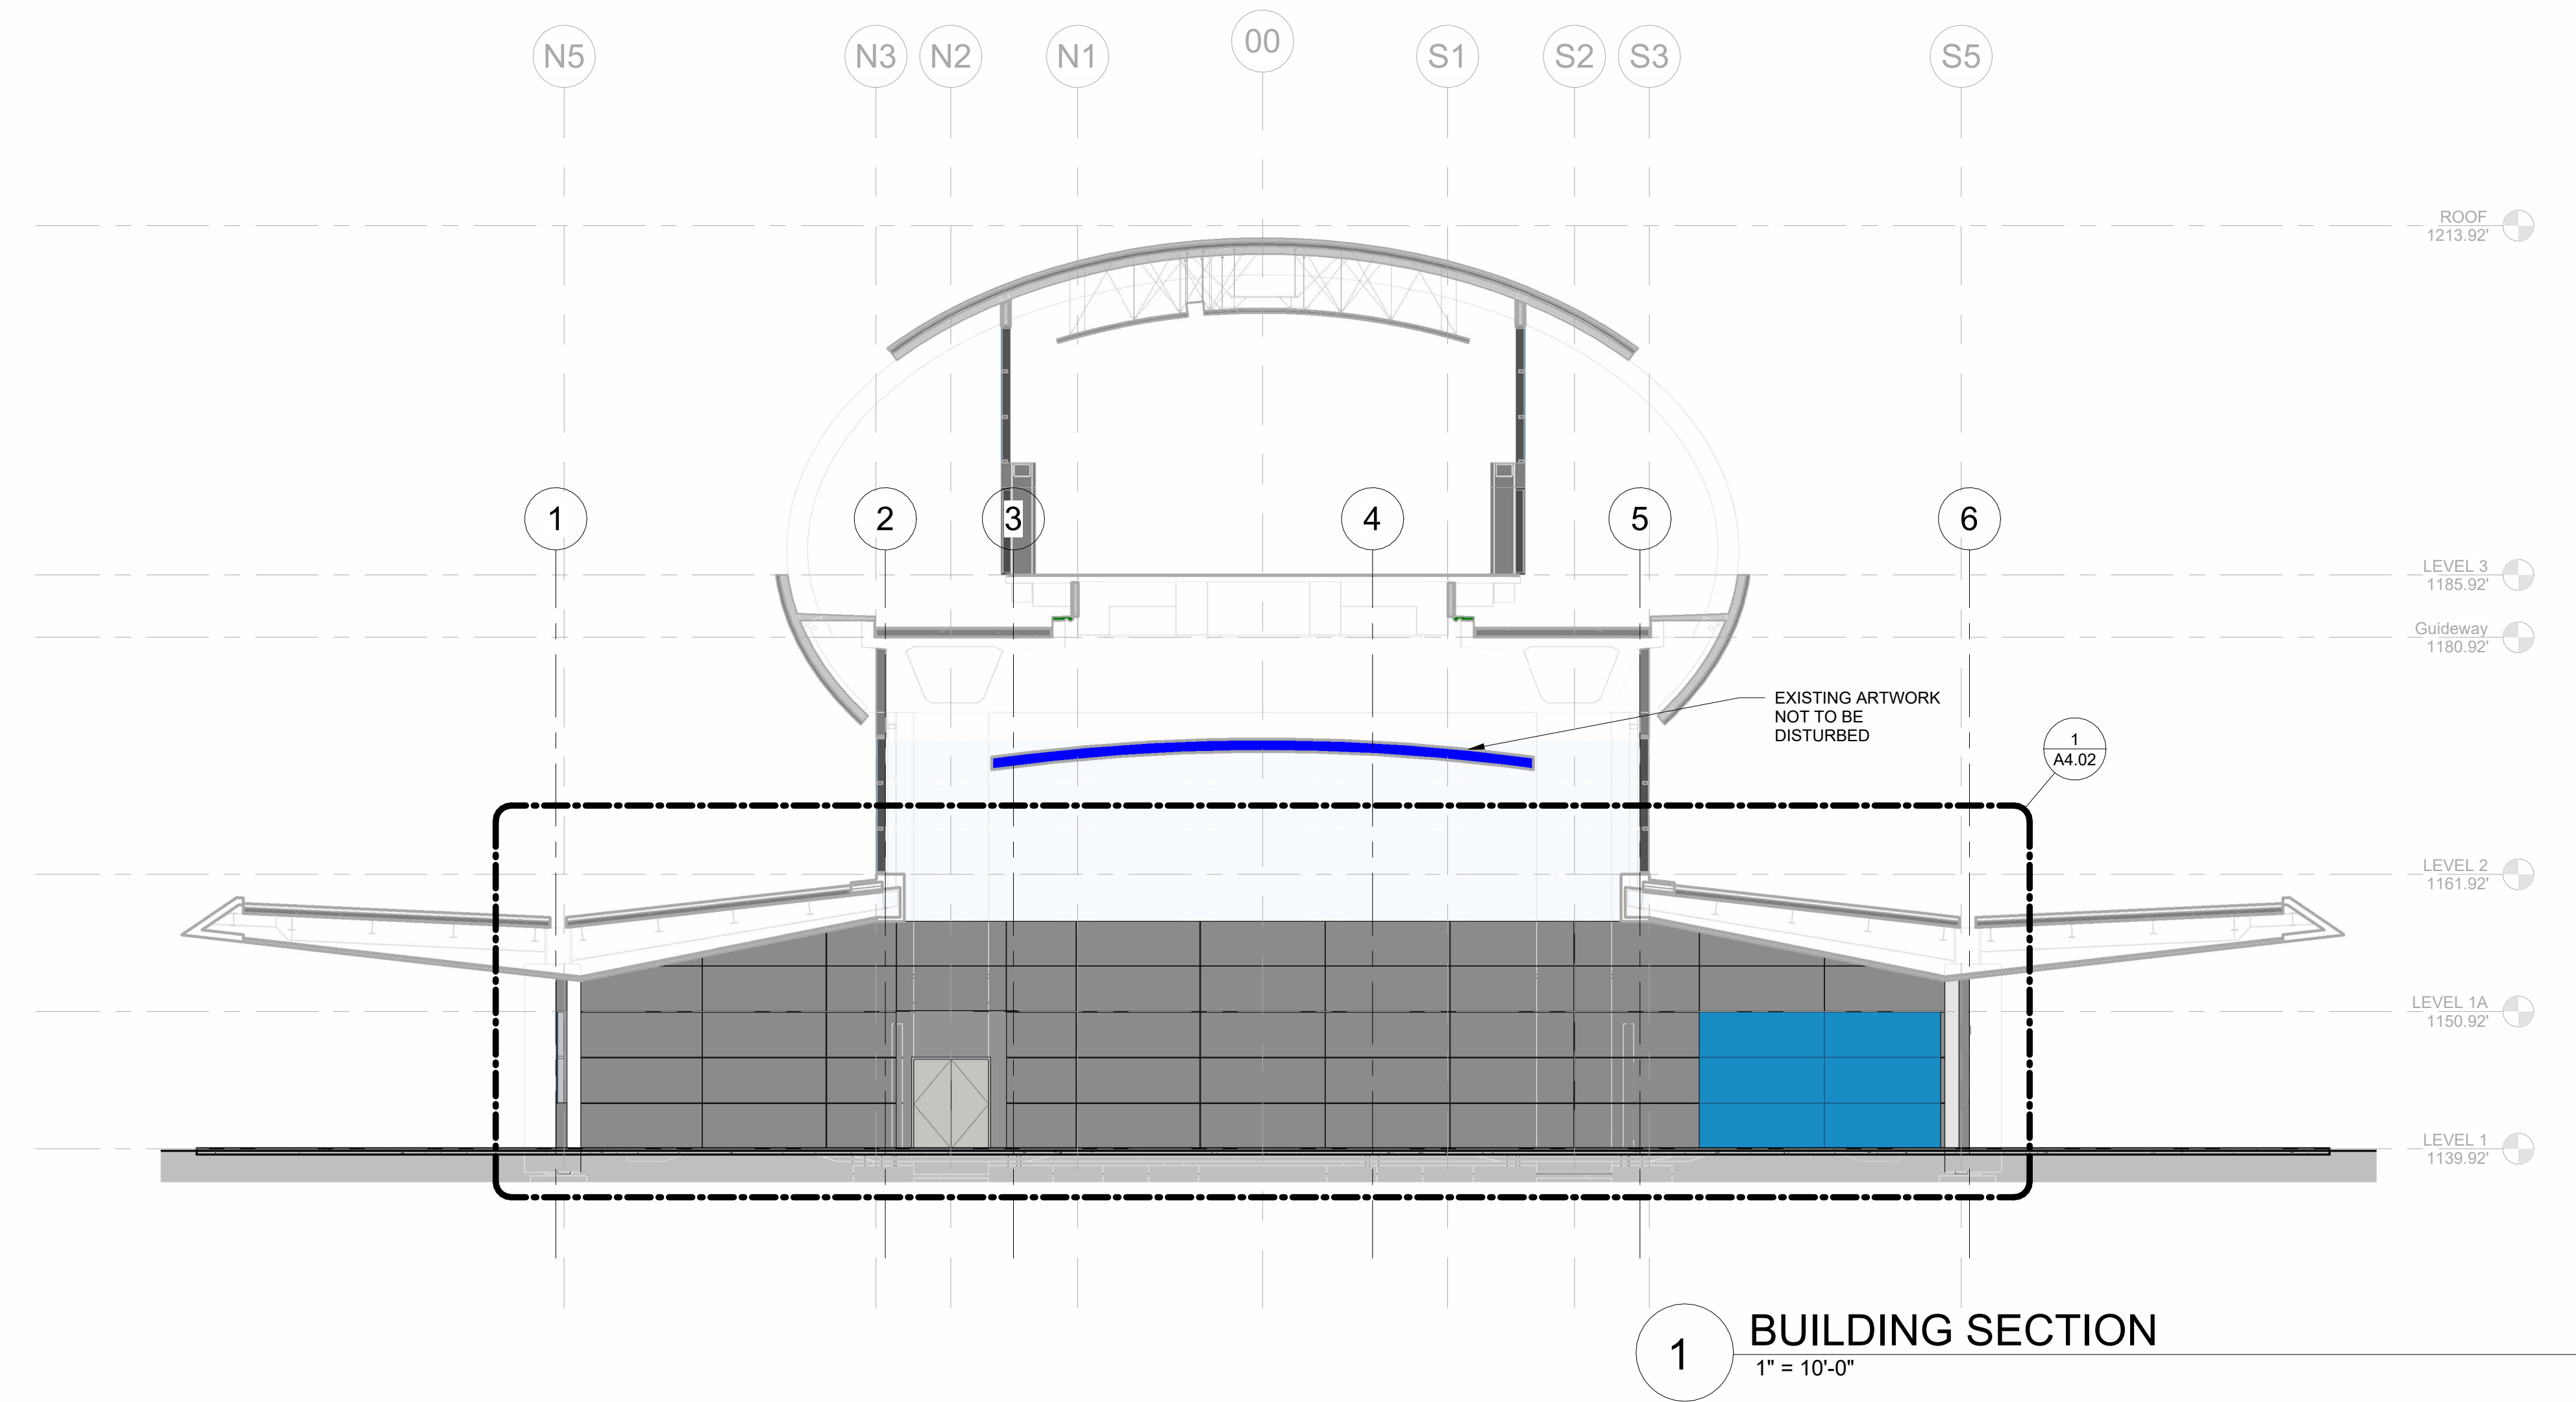 N5
N3
N2
N1
00
S1
S2
S3
S5
ROOF
1213.92'
1
2
3
4
5
6
LEVEL 3
1185.92'
Guideway
1180.92'
EXISTING ARTWORK
NOT TO BE
DISTURBED
1
A4.02
LEVEL 2
1161.92'
LEVEL 1A
1150.92'
LEVEL 1
1139.92'
1
BUILDING SECTION
1" = 10'-0"